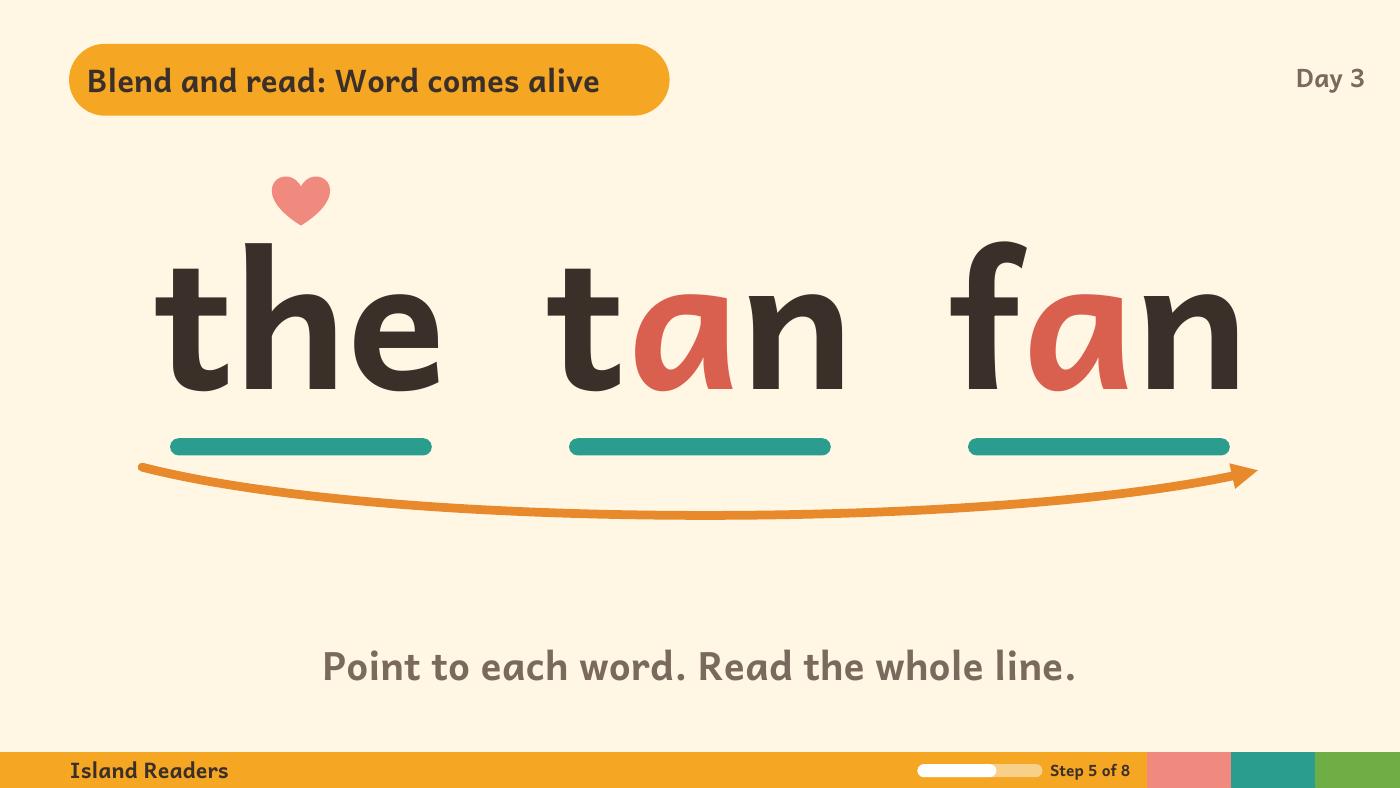 Blend and read: Word comes alive
Day 3
the tan fan
Point to each word. Read the whole line.
Island Readers
Step 5 of 8